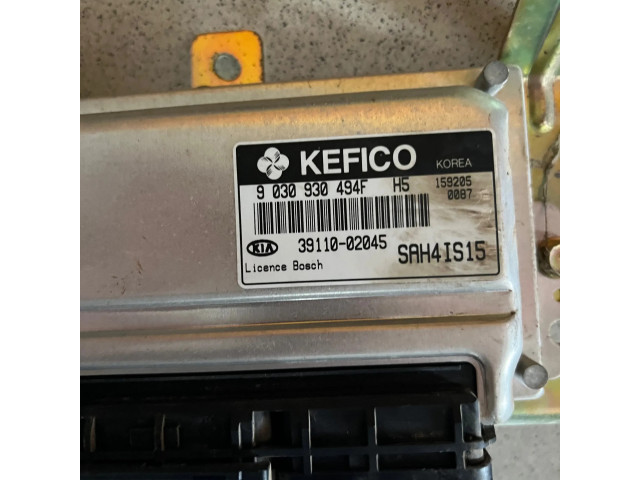 KEFICO KOREA
9 030 930 494F H5 159205
0087
KIA 39110-02045 SAH4IS15
Licence Bosch